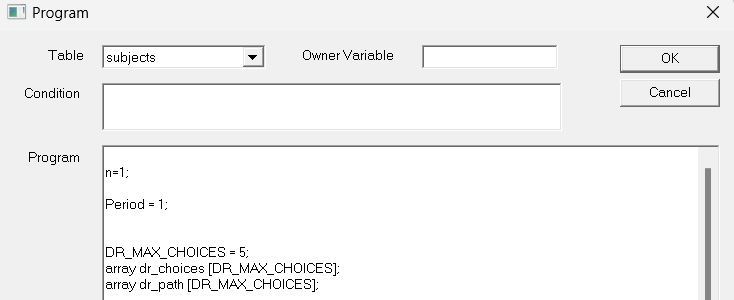 Program
Table
subjects
Owner Variable
OK
Condition
Cancel
Program
n=1;
Period = 1;
DR_MAX_CHOICES = 5;
array dr_choices [DR_MAX_CHOICES];
array dr_path [DR_MAX_CHOICES];